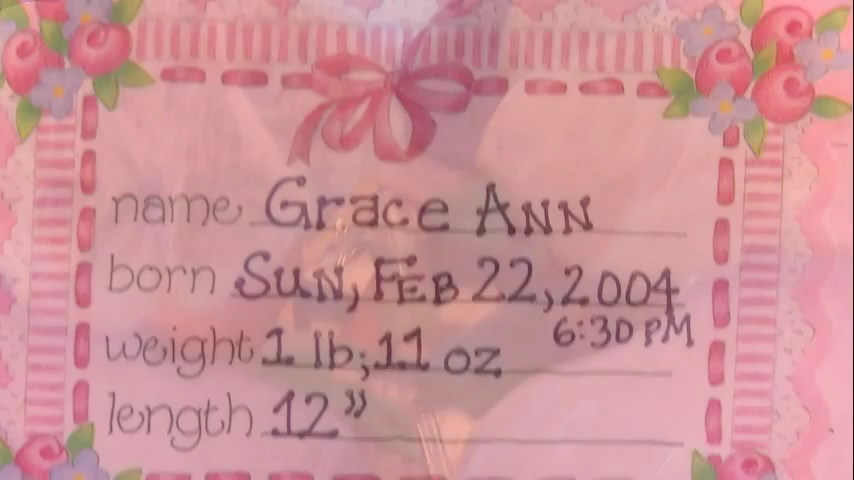 name Grace ANN
born SUN, FEB 22, 2004
6:30 PM
weight 1 lb; 11 oz
length 12"